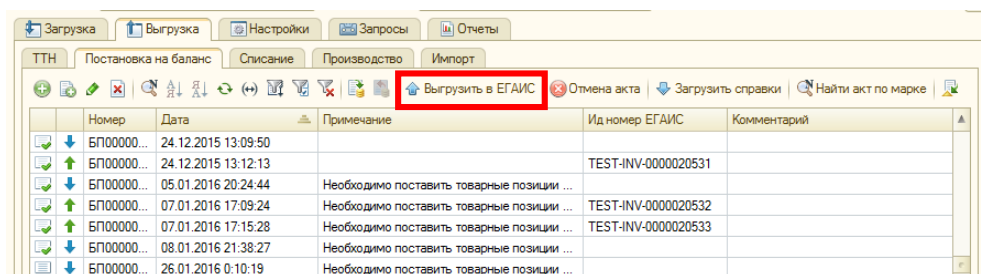 Загрузка Выгрузка Настройки Запросы Отчеты
ТТН Постановка на баланс Списание Производство Импорт
Выгрузить в ЕГАИС Отмена акта Загрузить справки Найти акт по марке
Номер Дата Примечание Ид номер ЕГАИС Комментарий
БП00000... 24.12.2015 13:09:50
БП00000... 24.12.2015 13:12:13 TEST-INV-0000020531
БП00000... 05.01.2016 20:24:44 Необходимо поставить товарные позиции ...
БП00000... 07.01.2016 17:09:24 Необходимо поставить товарные позиции ... TEST-INV-0000020532
БП00000... 07.01.2016 17:15:28 Необходимо поставить товарные позиции ... TEST-INV-0000020533
БП00000... 08.01.2016 21:38:27 Необходимо поставить товарные позиции ...
БП00000... 26.01.2016 0:10:19 Необходимо поставить товарные позиции ...